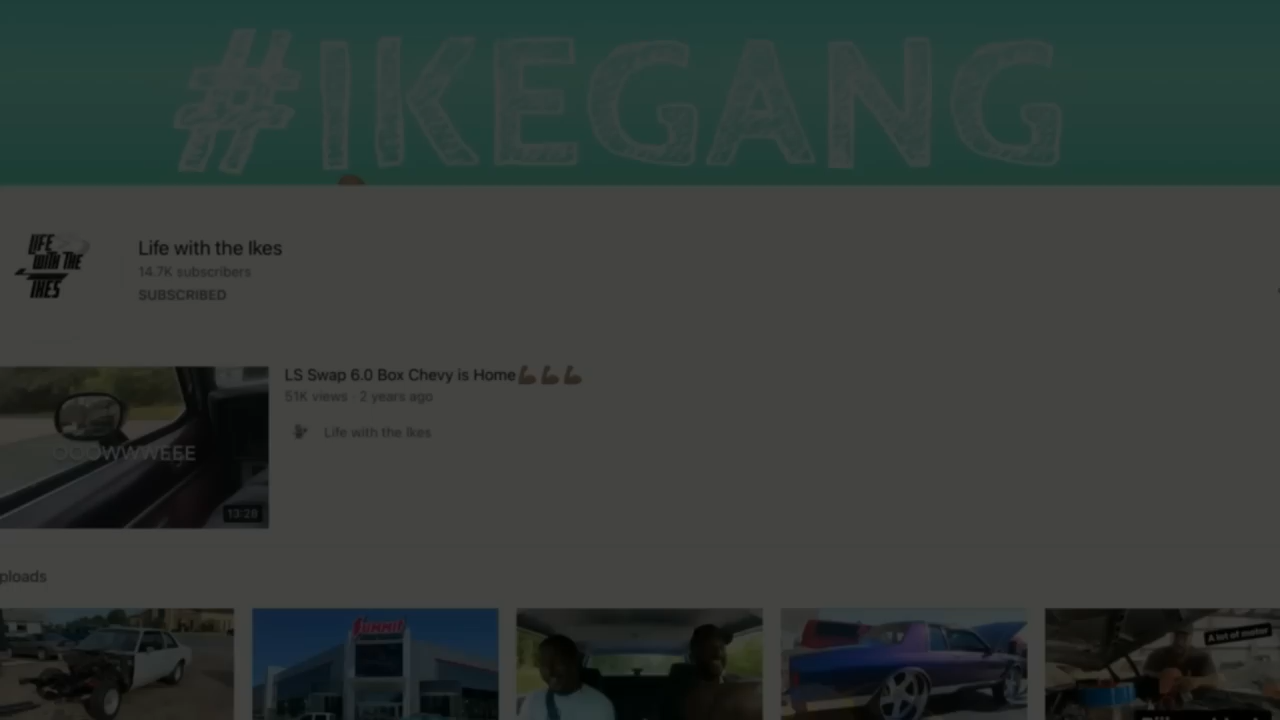 #IKEGANG
LIFE
WITH THE
IKES
Life with the Ikes
14.7K subscribers
SUBSCRIBED
OOOWWWEEE
13:28
LS Swap 6.0 Box Chevy is Home💪🏾💪🏾💪🏾
51K views · 2 years ago
Life with the Ikes
ploads
Summit
A lot of motor